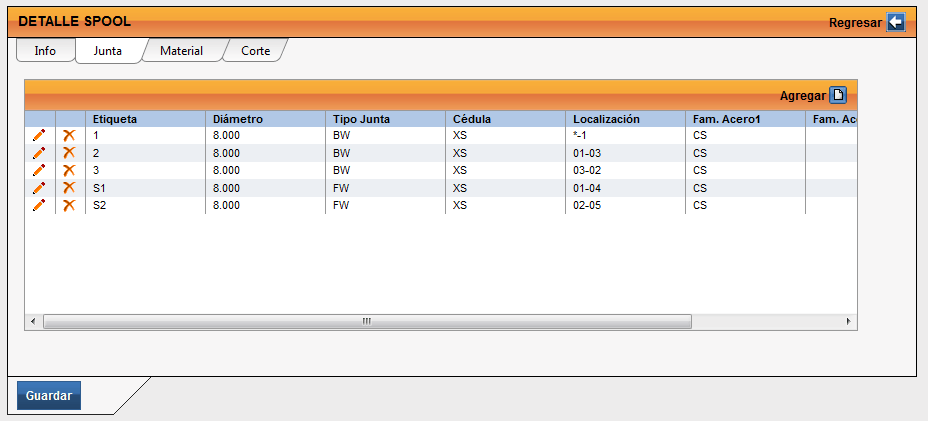 DETALLE SPOOL Regresar
Info Junta Material Corte
Agregar
Etiqueta Diámetro Tipo Junta Cédula Localización Fam. Acero1 Fam. Ac
1 8.000 BW XS *-1 CS
2 8.000 BW XS 01-03 CS
3 8.000 BW XS 03-02 CS
S1 8.000 FW XS 01-04 CS
S2 8.000 FW XS 02-05 CS
Guardar